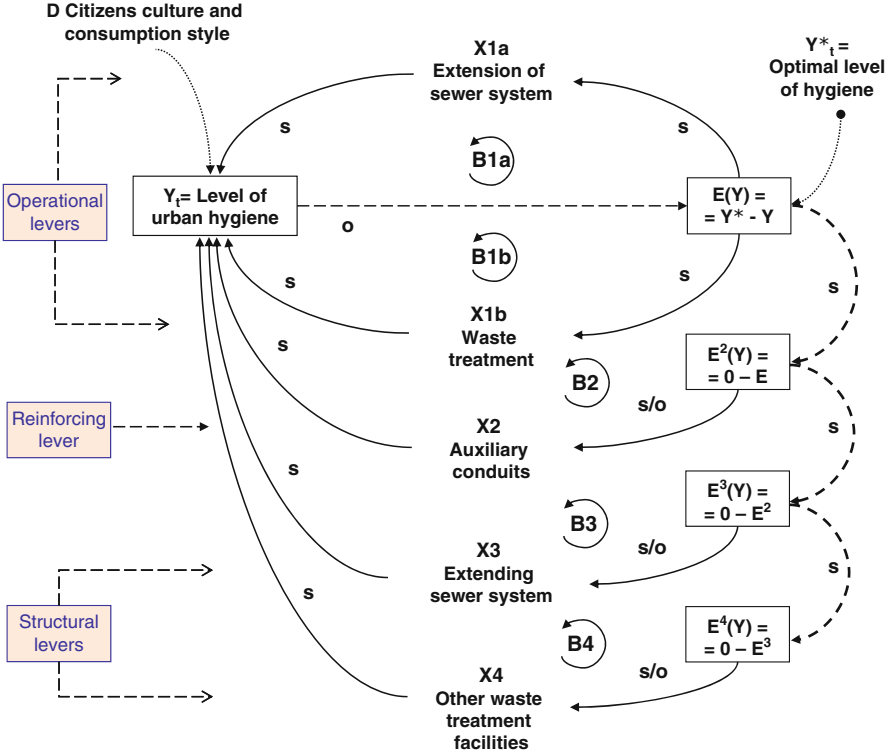 D Citizens culture and
consumption style
X1a
Extension of
sewer system
Y*t =
Optimal level
of hygiene
s
s
B1a
Operational
levers
Yt= Level of
urban hygiene
E(Y) =
= Y* - Y
o
B1b
s
s
s
X1b
Waste
treatment
s
E²(Y) =
= 0 – E
B2
s/o
Reinforcing
lever
X2
Auxiliary
conduits
s
s
E³(Y) =
= 0 – E²
B3
s/o
X3
Extending
sewer system
s
s
Structural
levers
E⁴(Y) =
= 0 – E³
B4
s/o
X4
Other waste
treatment
facilities